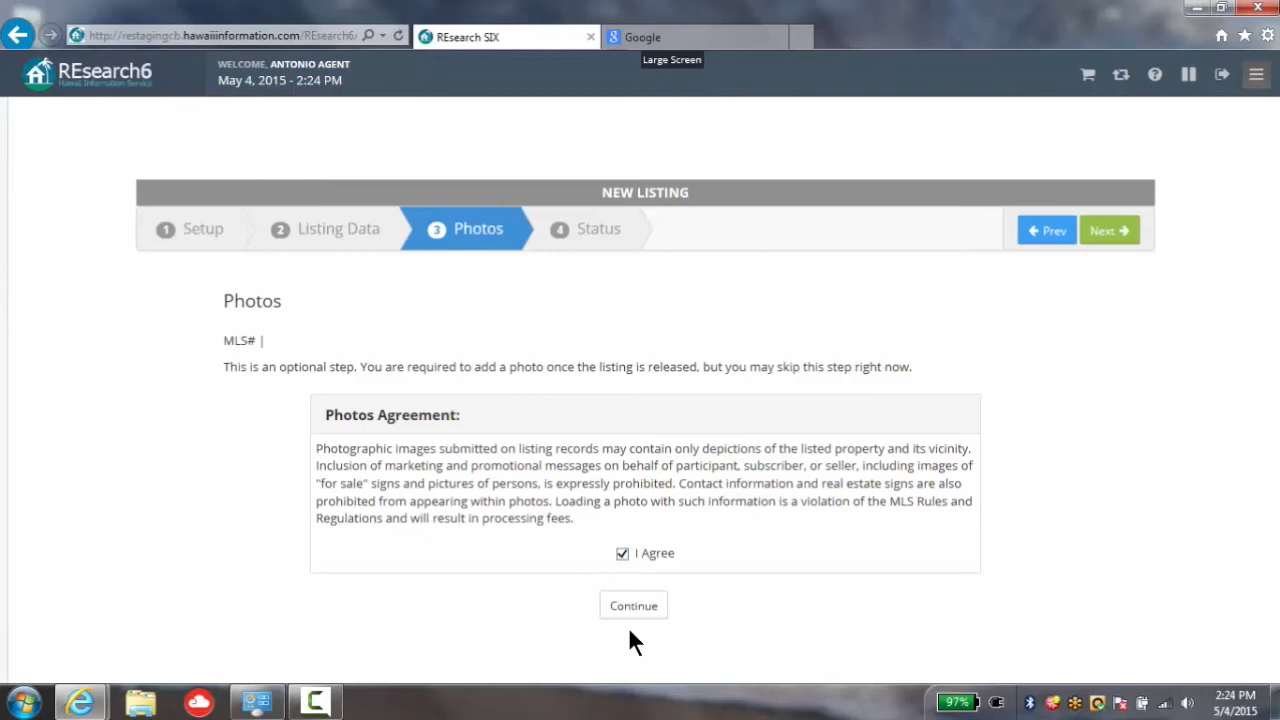 http://restagingcb.hawaiiinformation.com/REsearch6/
REsearch SIX
Google
Large Screen
REsearch6
Hawaii Information Service
WELCOME, ANTONIO AGENT
May 4, 2015 - 2:24 PM
NEW LISTING
1 Setup
2 Listing Data
3 Photos
4 Status
Prev
Next
Photos
MLS# |
This is an optional step. You are required to add a photo once the listing is released, but you may skip this step right now.
Photos Agreement:
Photographic images submitted on listing records may contain only depictions of the listed property and its vicinity.
Inclusion of marketing and promotional messages on behalf of participant, subscriber, or seller, including images of
"for sale" signs and pictures of persons, is expressly prohibited. Contact information and real estate signs are also
prohibited from appearing within photos. Loading a photo with such information is a violation of the MLS Rules and
Regulations and will result in processing fees.
I Agree
Continue
97%
2:24 PM
5/4/2015